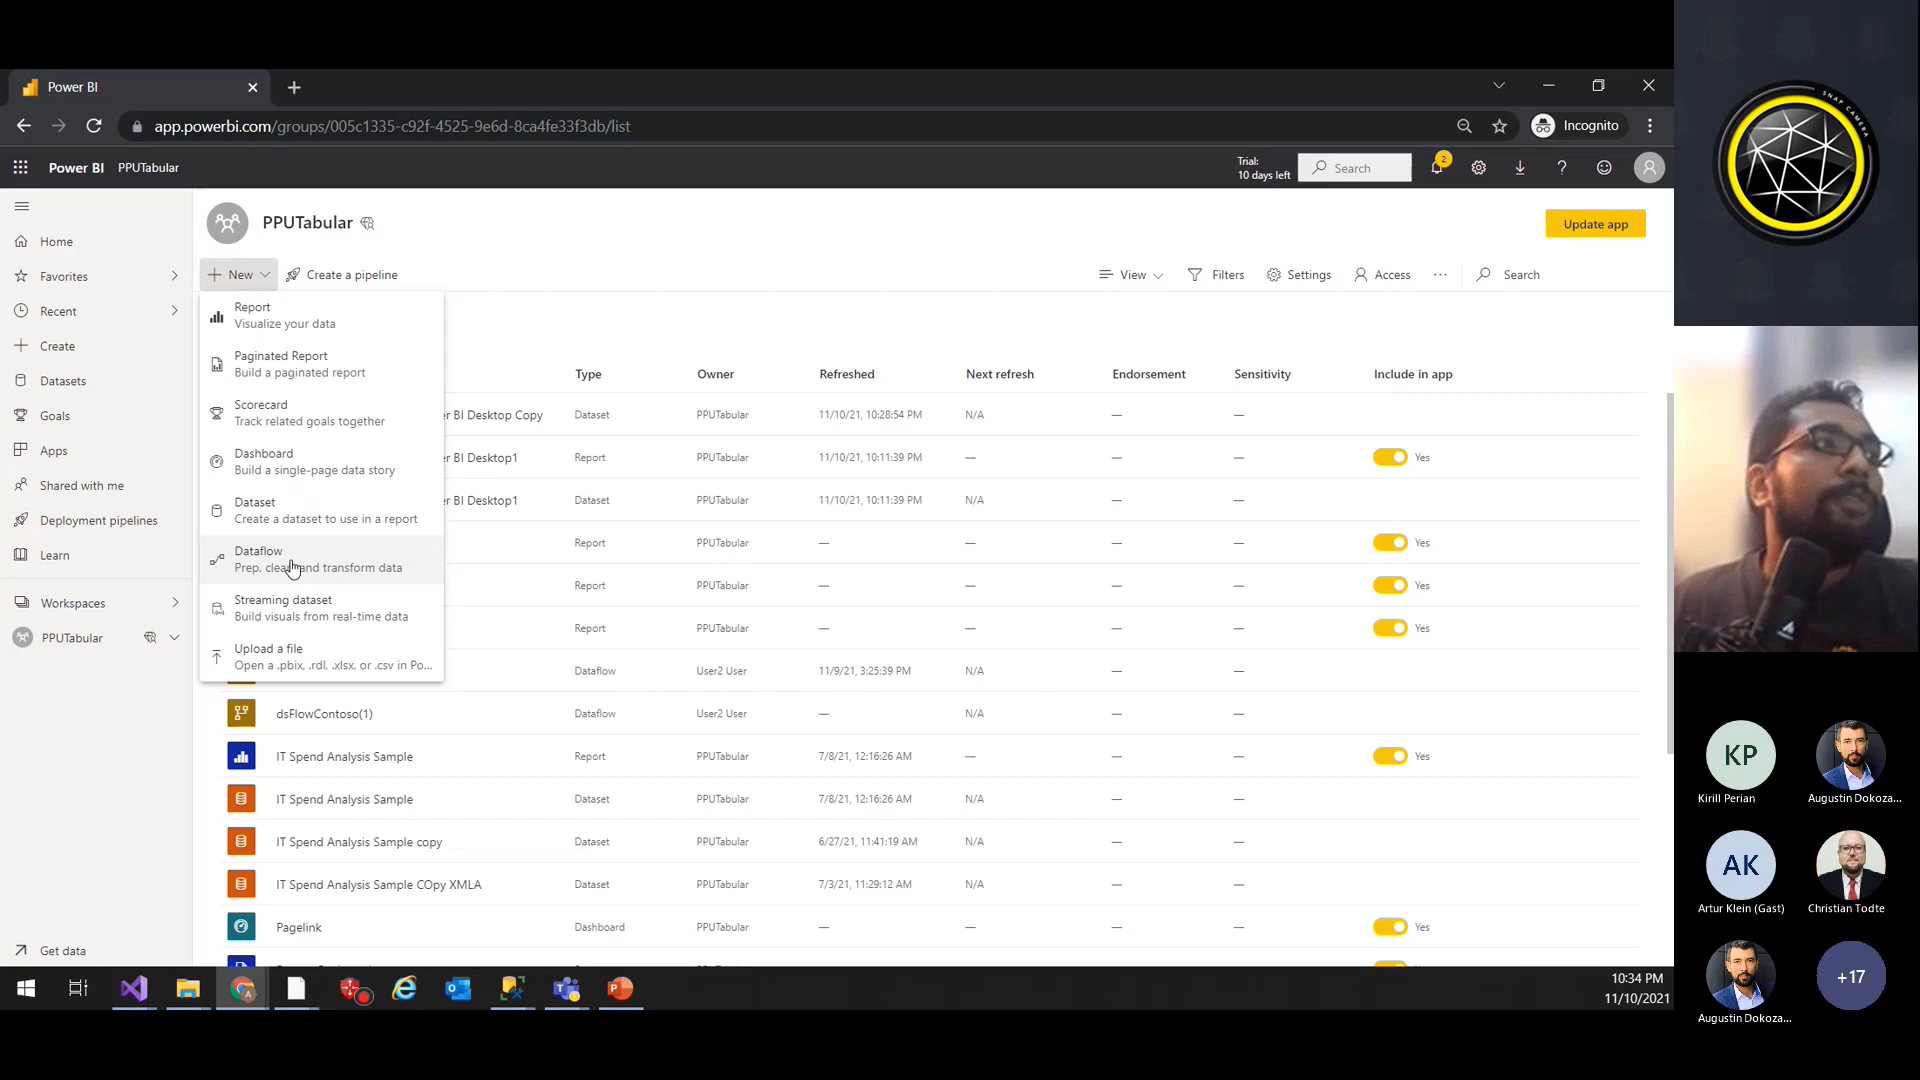 Power BI
app.powerbi.com/groups/005c1335-c92f-4525-9e6d-8ca4fe33f3db/list
Incognito
Power BI PPUTabular
Trial:
10 days left
Search
2
PPUTabular
Update app
New
Create a pipeline
View
Filters
Settings
Access
Search
Home
Favorites
Recent
Create
Datasets
Goals
Apps
Shared with me
Deployment pipelines
Learn
Workspaces
PPUTabular
Get data
Report
Visualize your data
Paginated Report
Build a paginated report
Scorecard
Track related goals together
Dashboard
Build a single-page data story
Dataset
Create a dataset to use in a report
Dataflow
Prep, clean and transform data
Streaming dataset
Build visuals from real-time data
Upload a file
Open a .pbix, .rdl, .xlsx, or .csv in Po...
Type Owner Refreshed Next refresh Endorsement Sensitivity Include in app
BI Desktop Copy Dataset PPUTabular 11/10/21, 10:28:54 PM N/A — —
BI Desktop1 Report PPUTabular 11/10/21, 10:11:39 PM — — — Yes
BI Desktop1 Dataset PPUTabular 11/10/21, 10:11:39 PM N/A — —
Report PPUTabular — — — — Yes
Report PPUTabular — — — — Yes
Report PPUTabular — — — — Yes
Dataflow User2 User 11/9/21, 3:25:39 PM N/A — —
dsFlowContoso(1) Dataflow User2 User — N/A — —
IT Spend Analysis Sample Report PPUTabular 7/8/21, 12:16:26 AM — — — Yes
IT Spend Analysis Sample Dataset PPUTabular 7/8/21, 12:16:26 AM N/A — —
IT Spend Analysis Sample copy Dataset PPUTabular 6/27/21, 11:41:19 AM N/A — —
IT Spend Analysis Sample COpy XMLA Dataset PPUTabular 7/3/21, 11:29:12 AM N/A — —
Pagelink Dashboard PPUTabular — — — — Yes
10:34 PM
11/10/2021
SNAP CAMERA
KP
Kirill Perian
Augustin Dokoza...
AK
Artur Klein (Gast)
Christian Todte
Augustin Dokoza...
+17